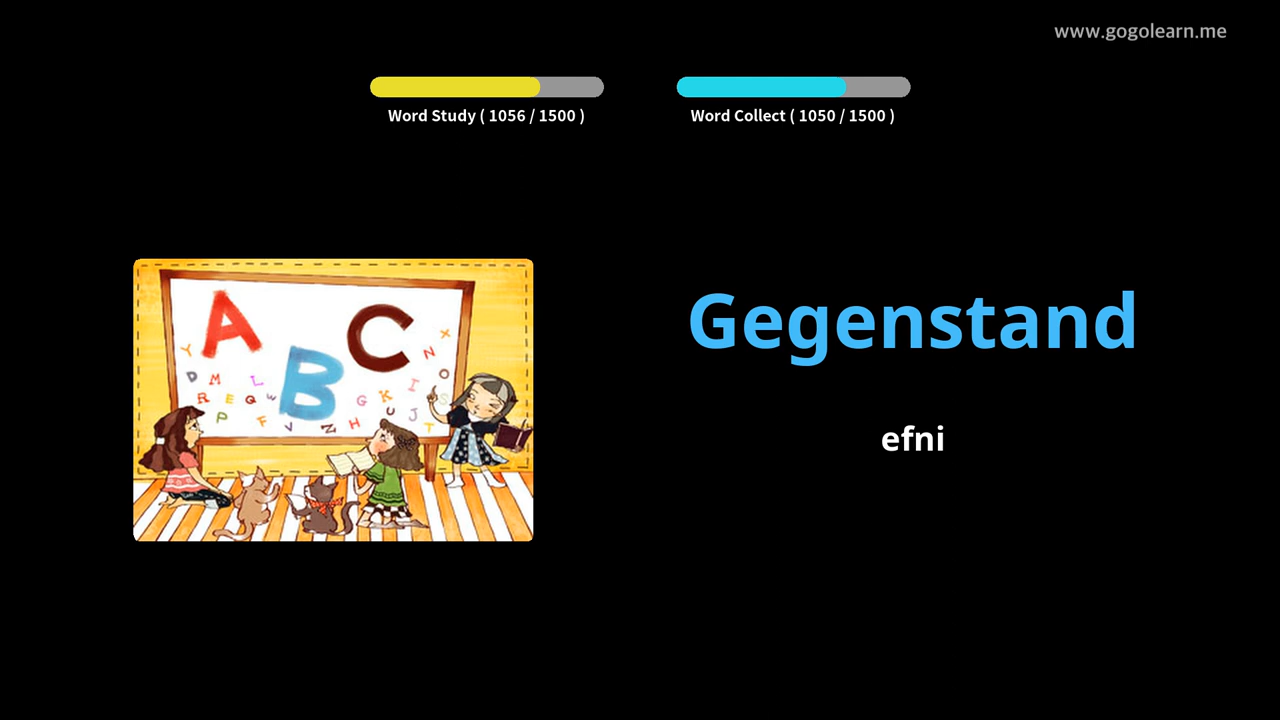 www.gogolearn.me
Word Study ( 1056 / 1500 )
Word Collect ( 1050 / 1500 )
A
C
B
Y
D M L
R E Q W
P F V Z H
G K U J T
I N X O S
Gegenstand
efni